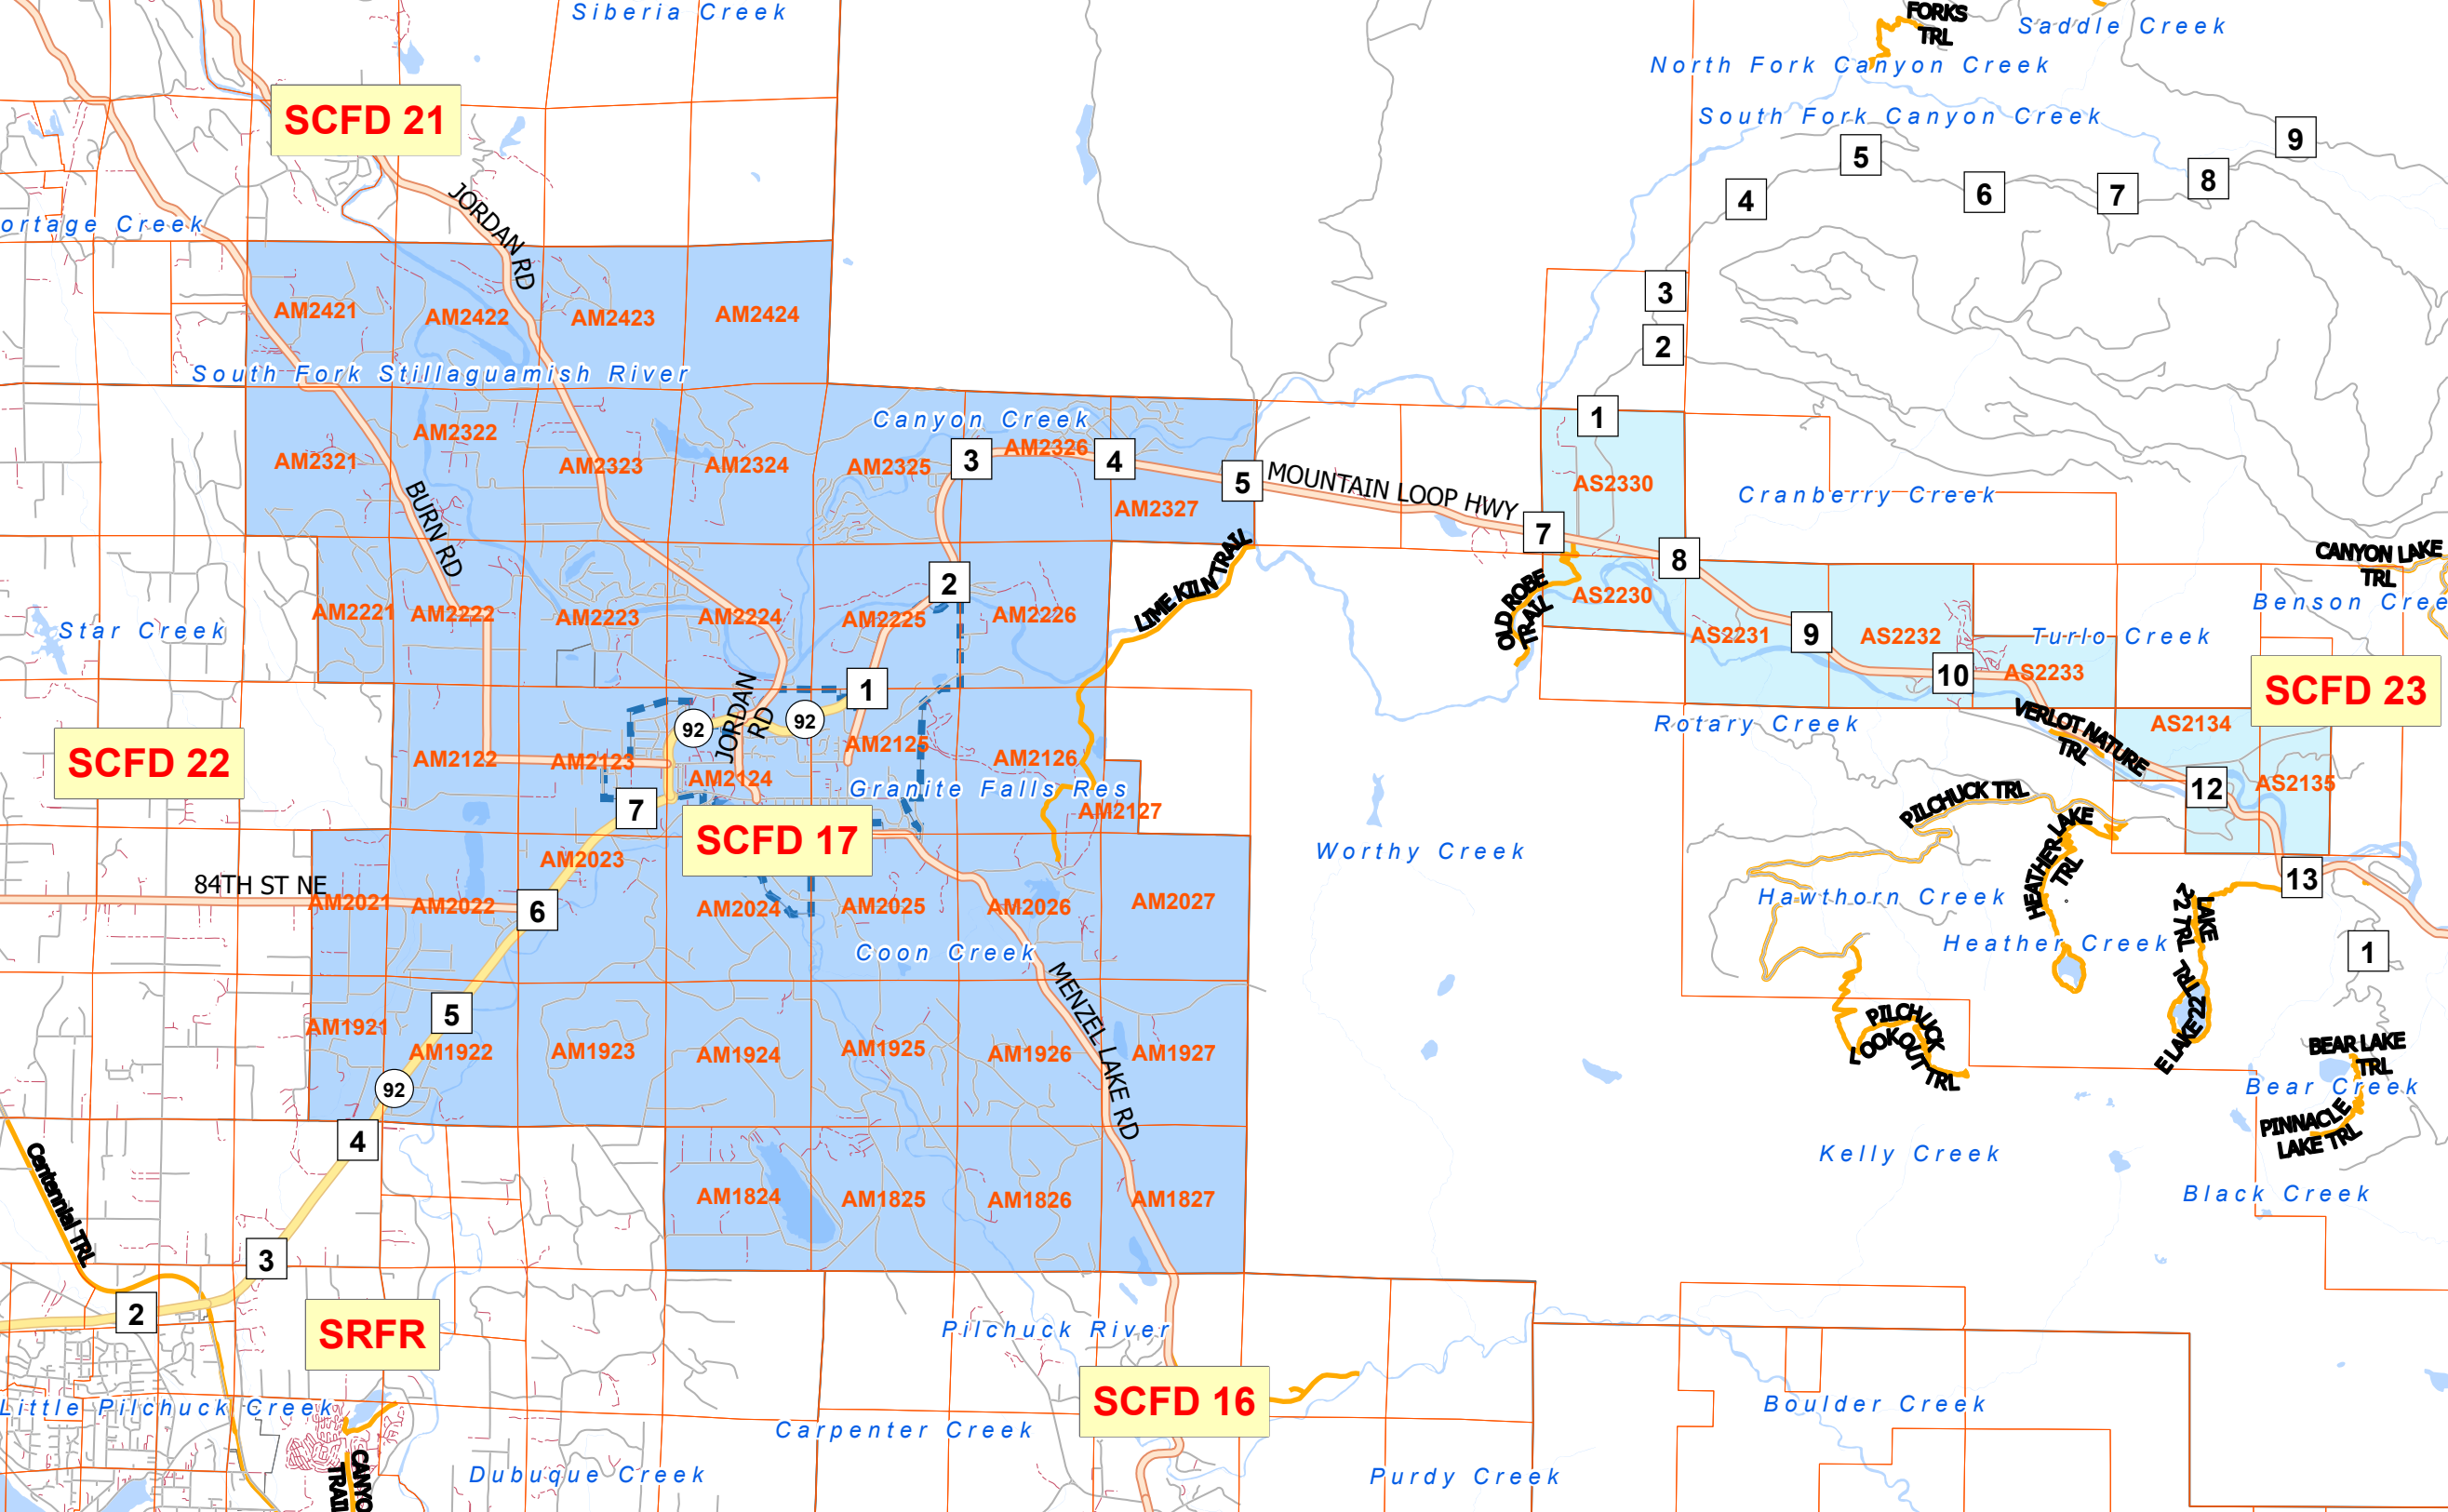 Siberia Creek
FORKS
TRL
Saddle Creek
North Fork Canyon Creek
SCFD 21
South Fork Canyon Creek
9
5
8
6
7
4
JORDAN RD
ortage Creek
3
AM2421
AM2422
AM2423
AM2424
2
South Fork Stillaguamish River
1
Canyon Creek
AM2322
AM2326
AM2321
AM2323
AM2324
AM2325
3
4
5
MOUNTAIN LOOP HWY
AS2330
Cranberry Creek
AM2327
BURN RD
7
8
CANYON LAKE
TRL
LIME KILN TRAIL
OLD ROBE
TRAIL
2
AS2230
Benson Cree
AM2221
AM2222
AM2223
AM2224
AM2225
AM2226
Star Creek
AS2231
9
AS2232
Turlo Creek
10
AS2233
SCFD 23
1
JORDAN
RD
92
92
Rotary Creek
VERLOT NATURE
TRL
AS2134
SCFD 22
AM2122
AM2123
AM2124
AM2125
AM2126
12
AS2135
Granite Falls Res
PILCHUCK TRL
7
AM2127
HEATHER LAKE
TRL
SCFD 17
Worthy Creek
AM2023
13
84TH ST NE
AM2021
AM2022
6
AM2024
AM2025
AM2026
AM2027
Hawthorn Creek
LAKE
22 TRL
Coon Creek
Heather Creek
1
MENZEL LAKE RD
E LAKE 22 TRL
5
PILCHUCK
LOOKOUT TRL
AM1921
AM1922
AM1923
AM1924
AM1925
AM1926
AM1927
BEAR LAKE
TRL
92
Bear Creek
PINNACLE
LAKE TRL
4
Kelly Creek
Centennial TRL
AM1824
AM1825
AM1826
AM1827
Black Creek
3
2
SRFR
Pilchuck River
SCFD 16
Little Pilchuck Creek
Boulder Creek
Carpenter Creek
Dubuque Creek
Purdy Creek
CANYO
TRAIL